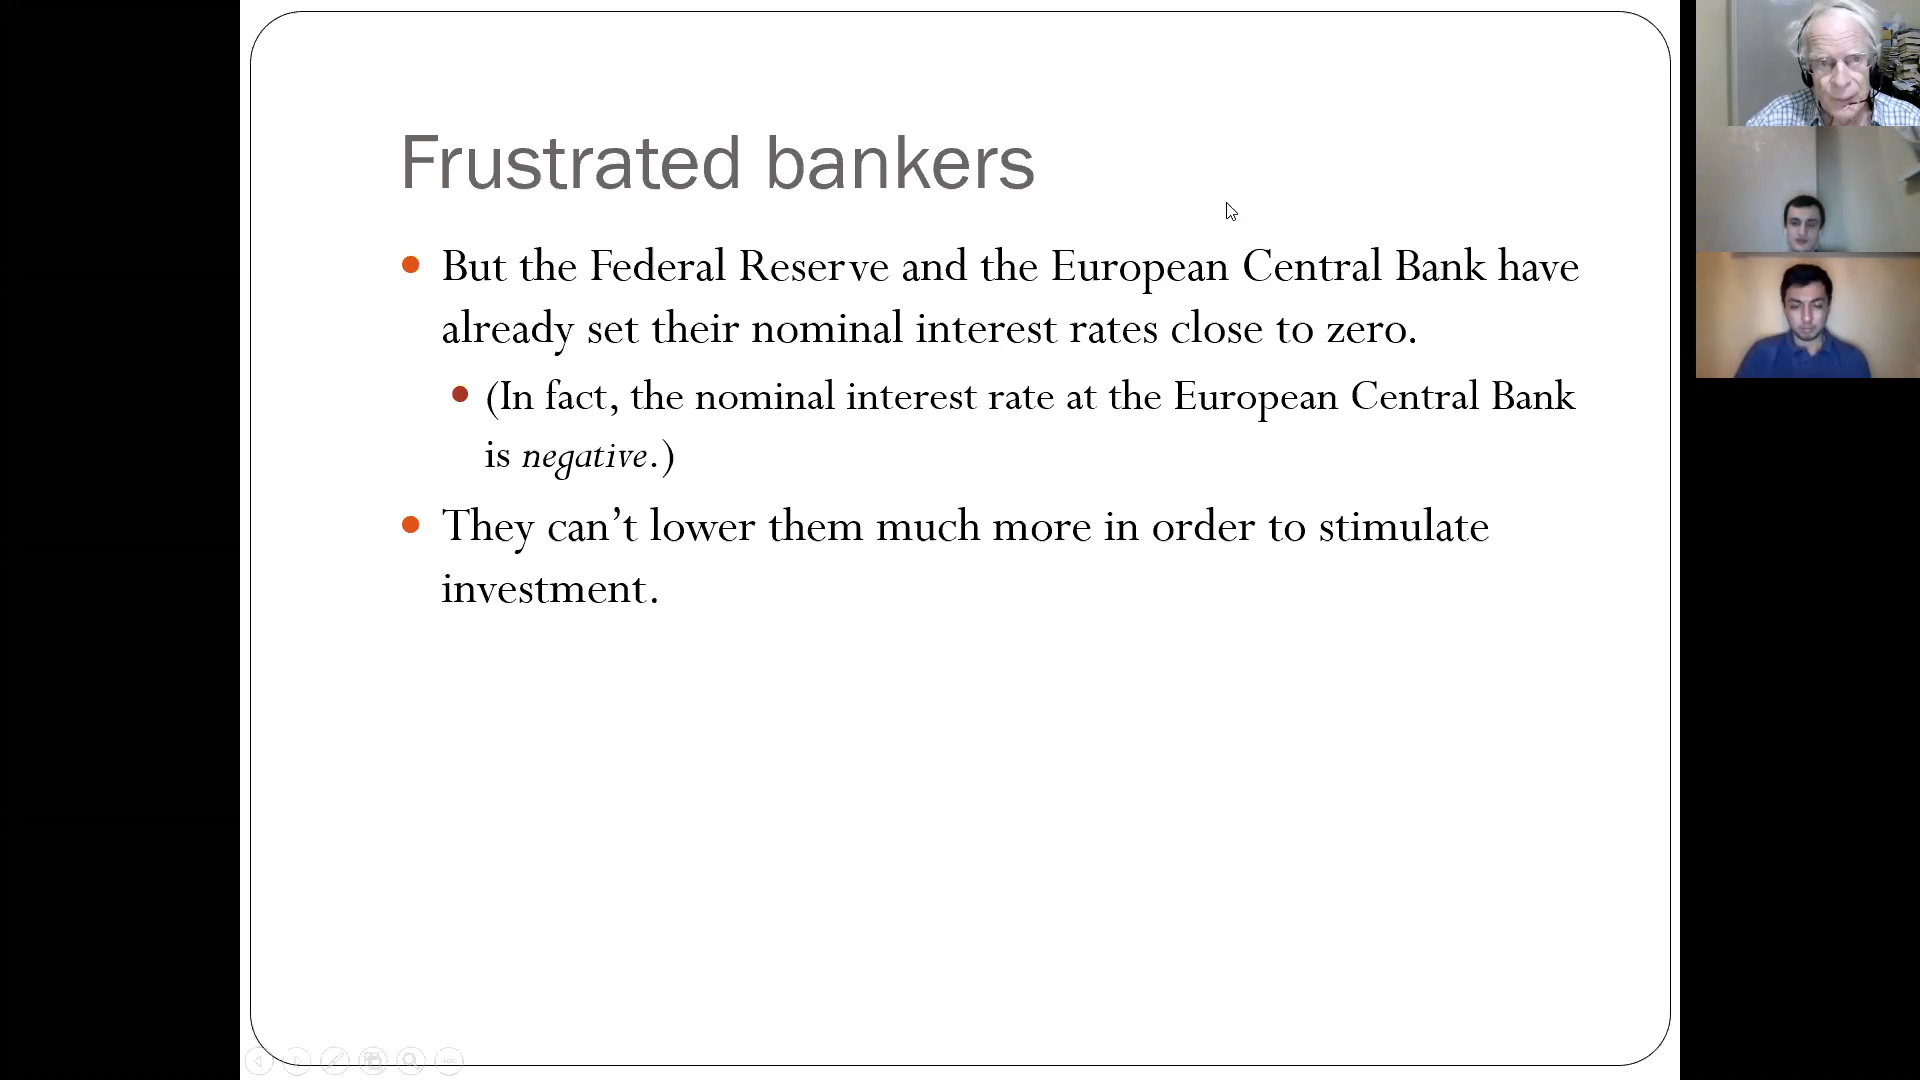 Frustrated bankers
But the Federal Reserve and the European Central Bank have
already set their nominal interest rates close to zero.
(In fact, the nominal interest rate at the European Central Bank
is negative.)
They can’t lower them much more in order to stimulate
investment.